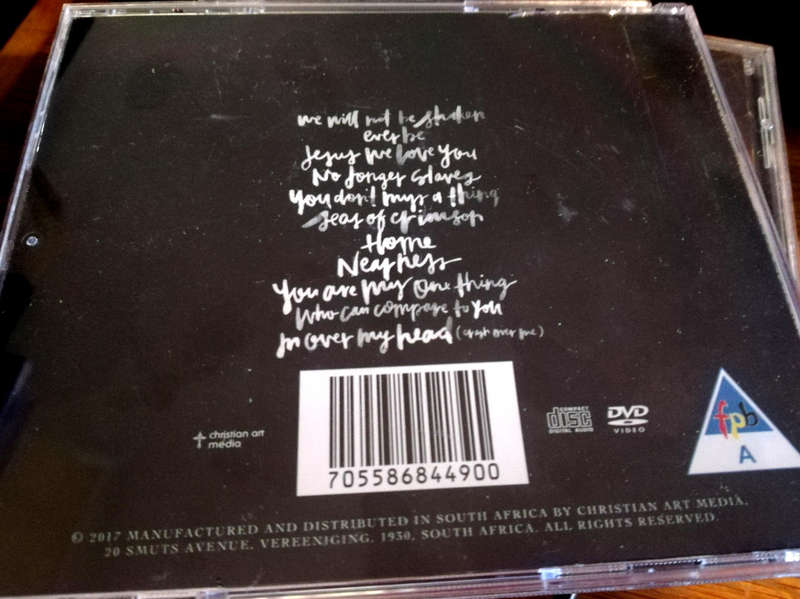 we will not be shaken
ever be
Jesus we love You
No Longer Slaves
You don't miss a thing
seas of crimson
Home
Nearness
You are my one thing
Who can compare to You
In over my head (crash over me)
christian art
media
705586844900
COMPACT
disc
DIGITAL AUDIO
DVD
VIDEO
fpb
A
© 2017 MANUFACTURED AND DISTRIBUTED IN SOUTH AFRICA BY CHRISTIAN ART MEDIA,
20 SMUTS AVENUE, VEREENIGING, 1930, SOUTH AFRICA. ALL RIGHTS RESERVED.